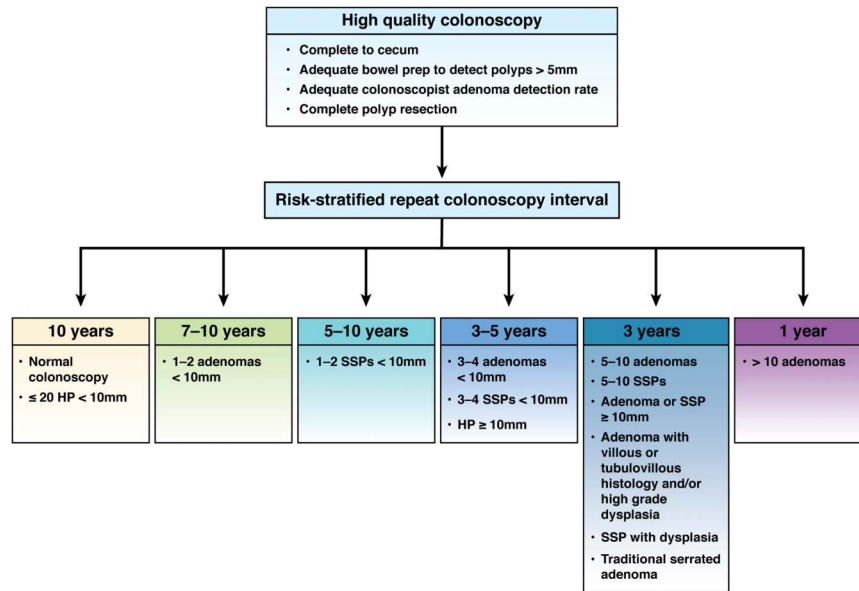 High quality colonoscopy
· Complete to cecum
· Adequate bowel prep to detect polyps > 5mm
· Adequate colonoscopist adenoma detection rate
· Complete polyp resection
Risk-stratified repeat colonoscopy interval
10 years
· Normal
colonoscopy
· ≤ 20 HP < 10mm
7–10 years
· 1–2 adenomas
< 10mm
5–10 years
· 1–2 SSPs < 10mm
3–5 years
· 3–4 adenomas
< 10mm
· 3–4 SSPs < 10mm
· HP ≥ 10mm
3 years
· 5–10 adenomas
· 5–10 SSPs
· Adenoma or SSP
≥ 10mm
· Adenoma with
villous or
tubulovillous
histology and/or
high grade
dysplasia
· SSP with dysplasia
· Traditional serrated
adenoma
1 year
· > 10 adenomas